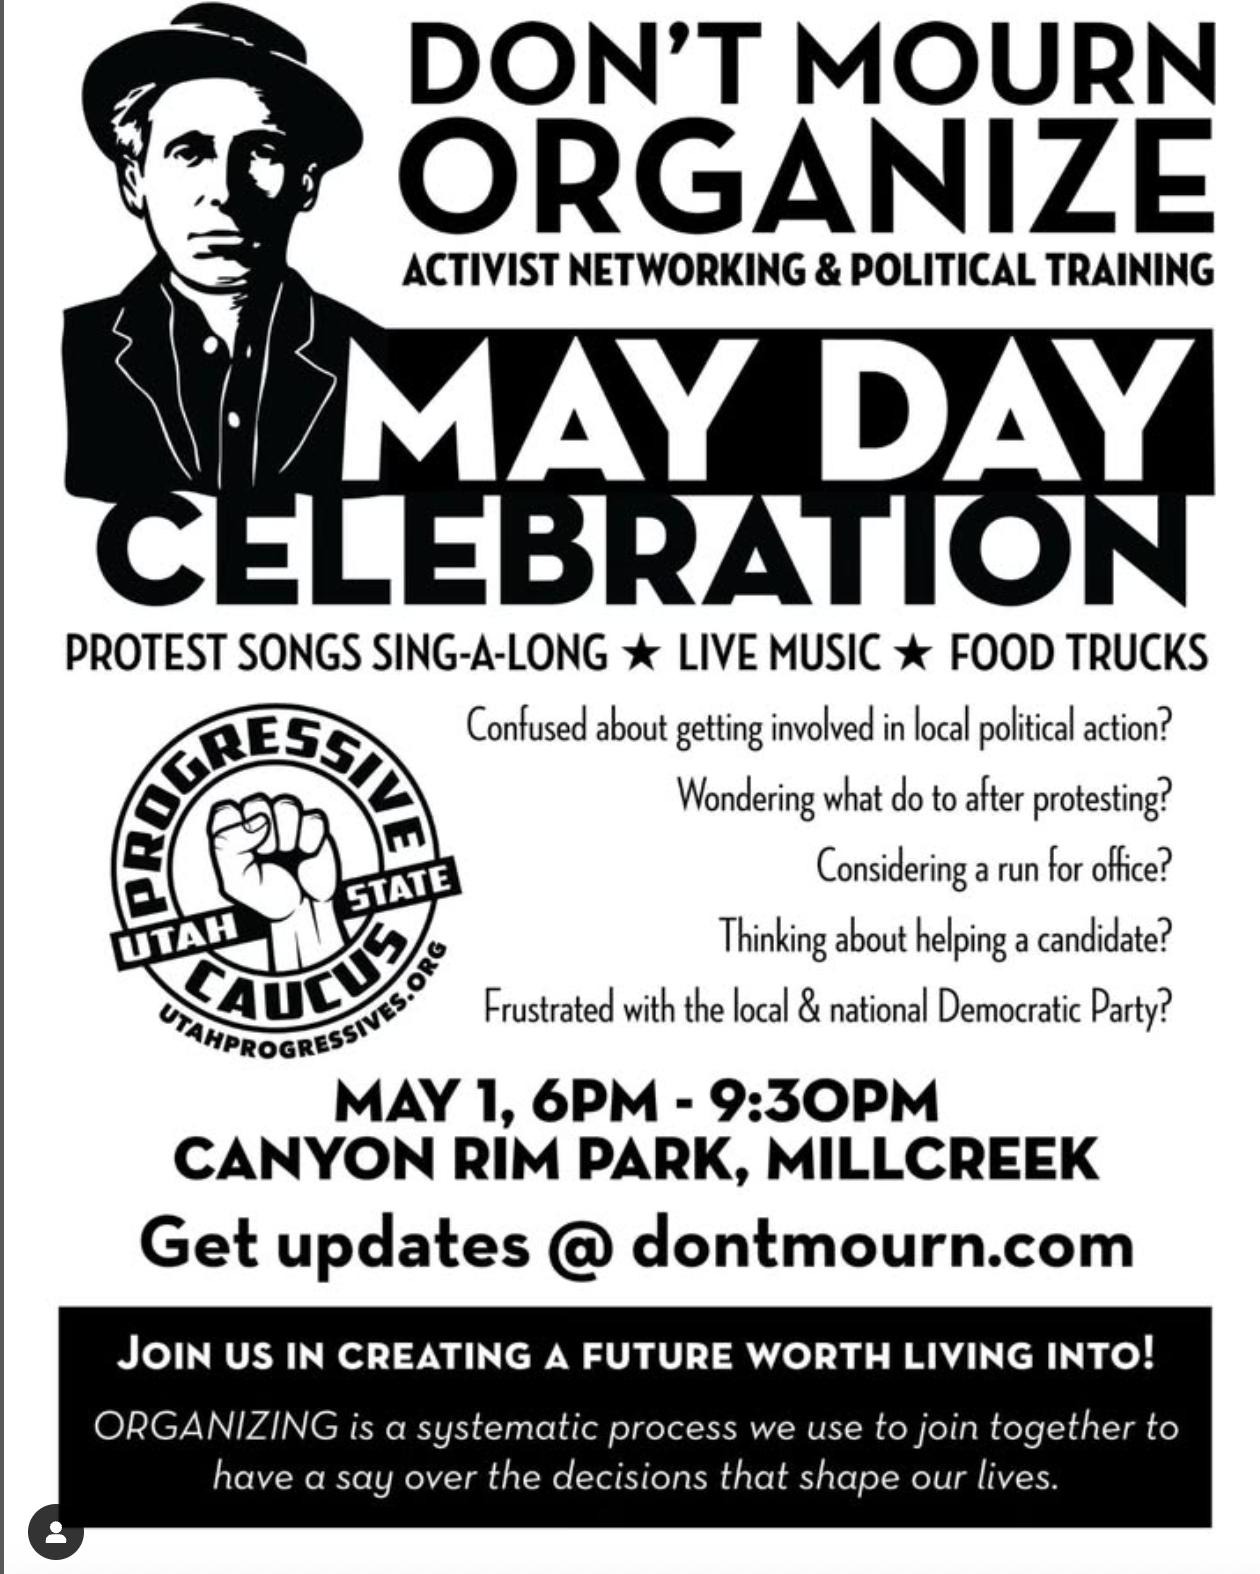 DON'T MOURN
ORGANIZE
ACTIVIST NETWORKING & POLITICAL TRAINING
MAY DAY
CELEBRATION
PROTEST SONGS SING-A-LONG ★ LIVE MUSIC ★ FOOD TRUCKS
PROGRESSIVE
UTAH STATE
CAUCUS
UTAHPROGRESSIVES.ORG
Confused about getting involved in local political action?
Wondering what do to after protesting?
Considering a run for office?
Thinking about helping a candidate?
Frustrated with the local & national Democratic Party?
MAY 1, 6PM - 9:30PM
CANYON RIM PARK, MILLCREEK
Get updates @ dontmourn.com
JOIN US IN CREATING A FUTURE WORTH LIVING INTO!
ORGANIZING is a systematic process we use to join together to
have a say over the decisions that shape our lives.